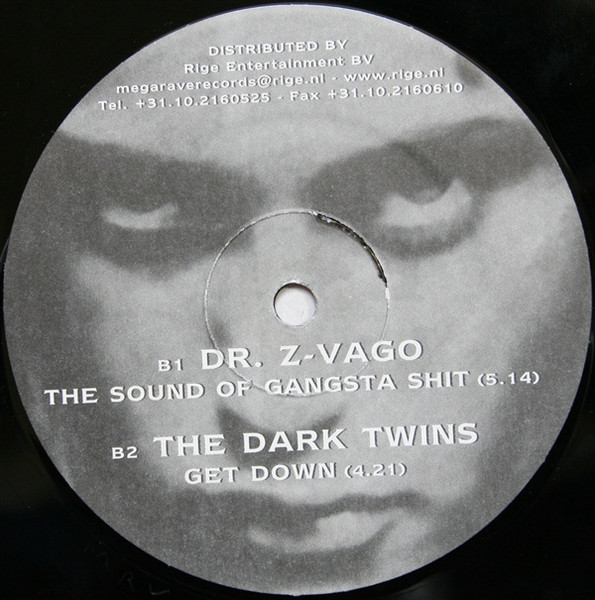 DISTRIBUTED BY
Rige Entertainment BV
megaraverecords@rige.nl - www.rige.nl
Tel. +31.10.2160525 - Fax +31.10.2160610
B1 DR. Z-VAGO
THE SOUND OF GANGSTA SHIT (5.14)
B2 THE DARK TWINS
GET DOWN (4.21)